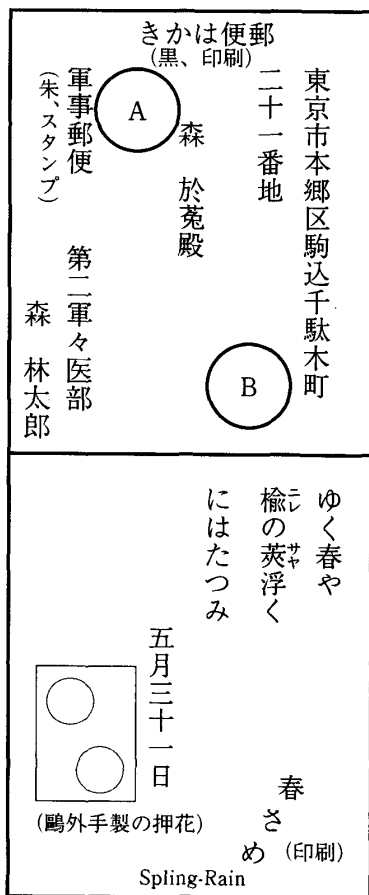 きかは便郵
(黒、印刷)
東京市本郷区駒込千駄木町
二十一番地
森 於菟殿
A
軍事郵便
(朱、スタンプ)
第二軍々医部
森 林太郎
B
ゆく春や
楡の莢浮く
ニレ サヤ
にはたつみ
五月三十一日
(鷗外手製の押花)
春さめ (印刷)
Spling-Rain